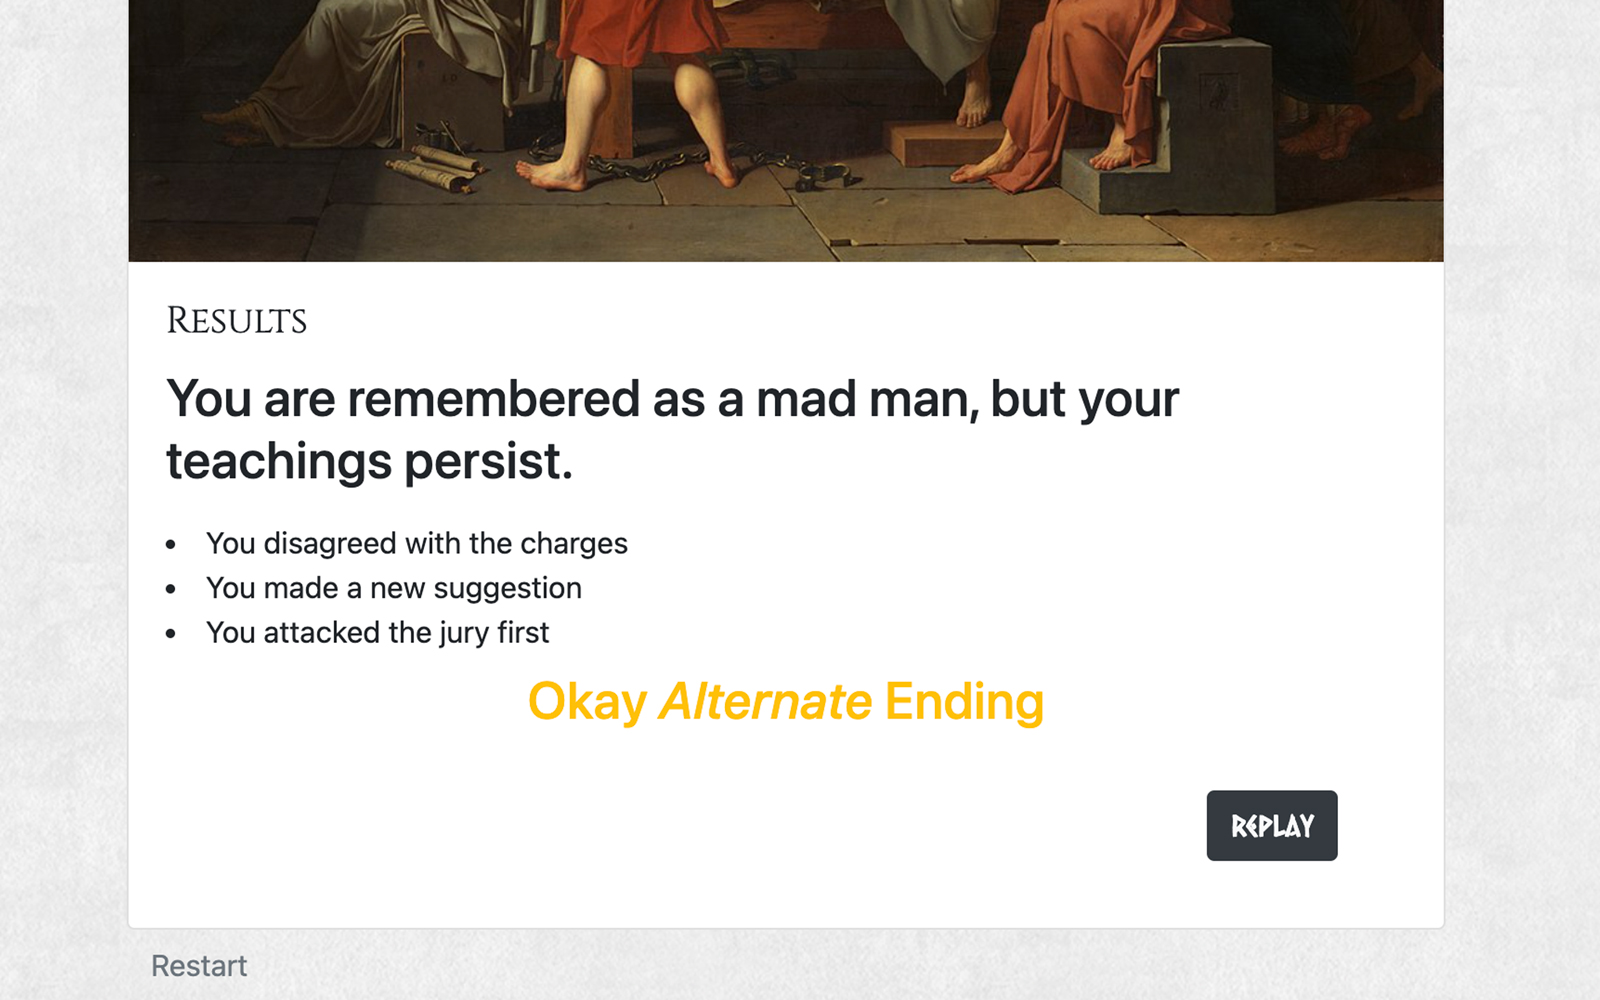 Results
You are remembered as a mad man, but your
teachings persist.
• You disagreed with the charges
• You made a new suggestion
• You attacked the jury first
Okay Alternate Ending
REPLAY
Restart